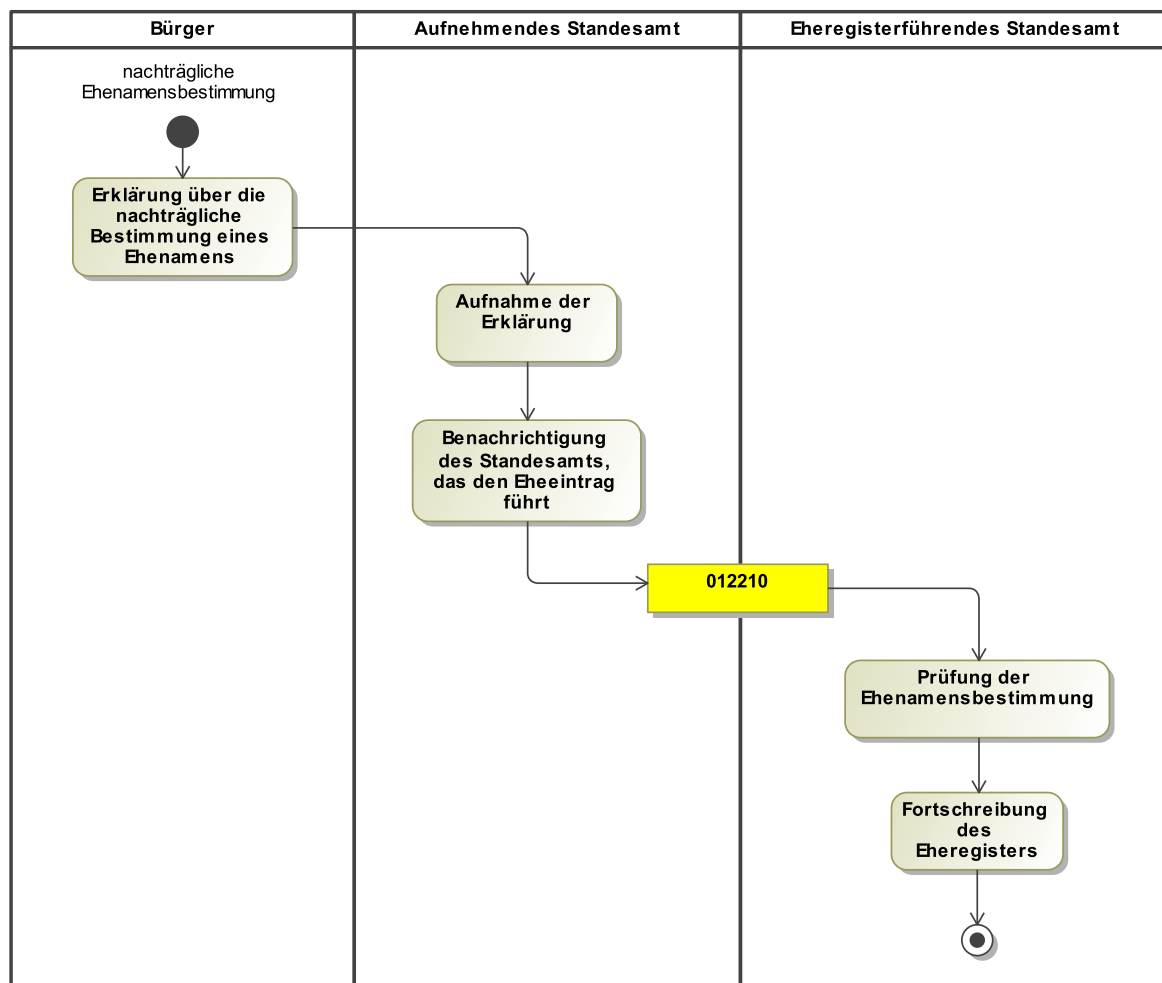 Bürger
Aufnehmendes Standesamt
Eheregisterführendes Standesamt
nachträgliche
Ehenamensbestimmung
Erklärung über die
nachträgliche
Bestimmung eines
Ehenamens
Aufnahme der
Erklärung
Benachrichtigung
des Standesamts,
das den Eheeintrag
führt
012210
Prüfung der
Ehenamensbestimmung
Fortschreibung
des
Eheregisters